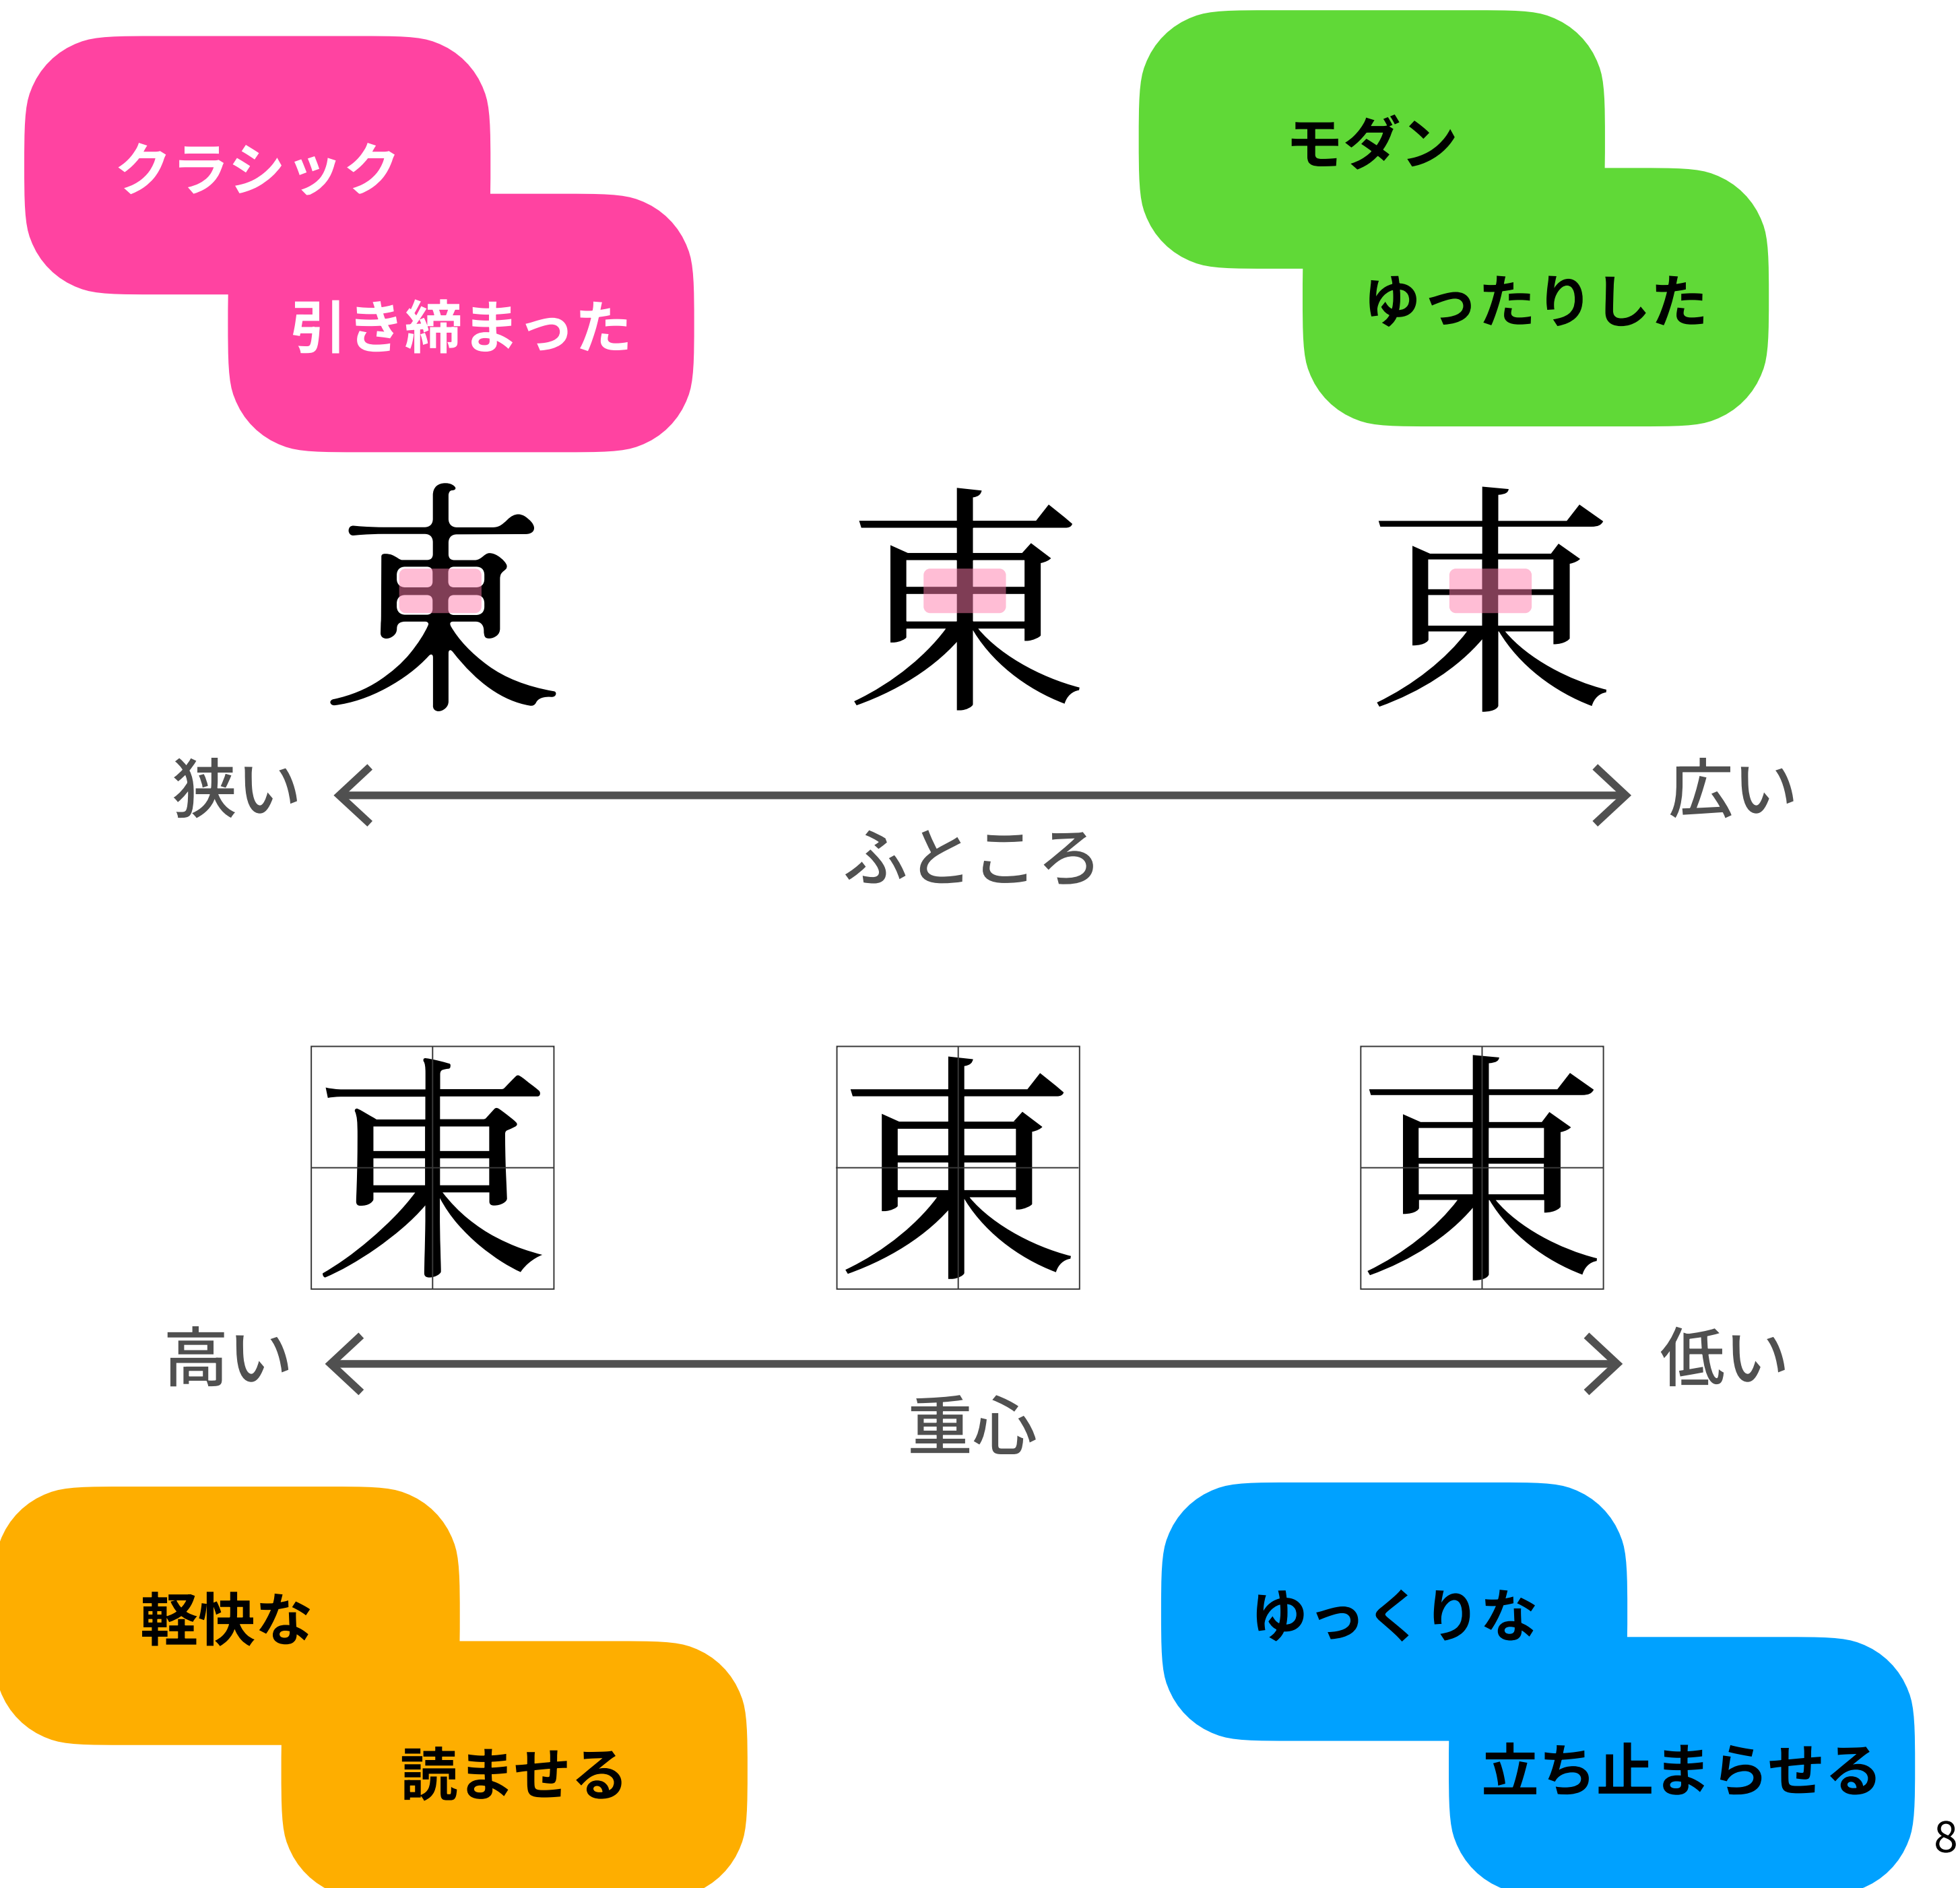 クラシック
引き締まった
モダン
ゆったりした
東 東 東
狭い
広い
ふところ
東 東 東
高い
低い
重心
軽快な
読ませる
ゆっくりな
立ち止まらせる
8